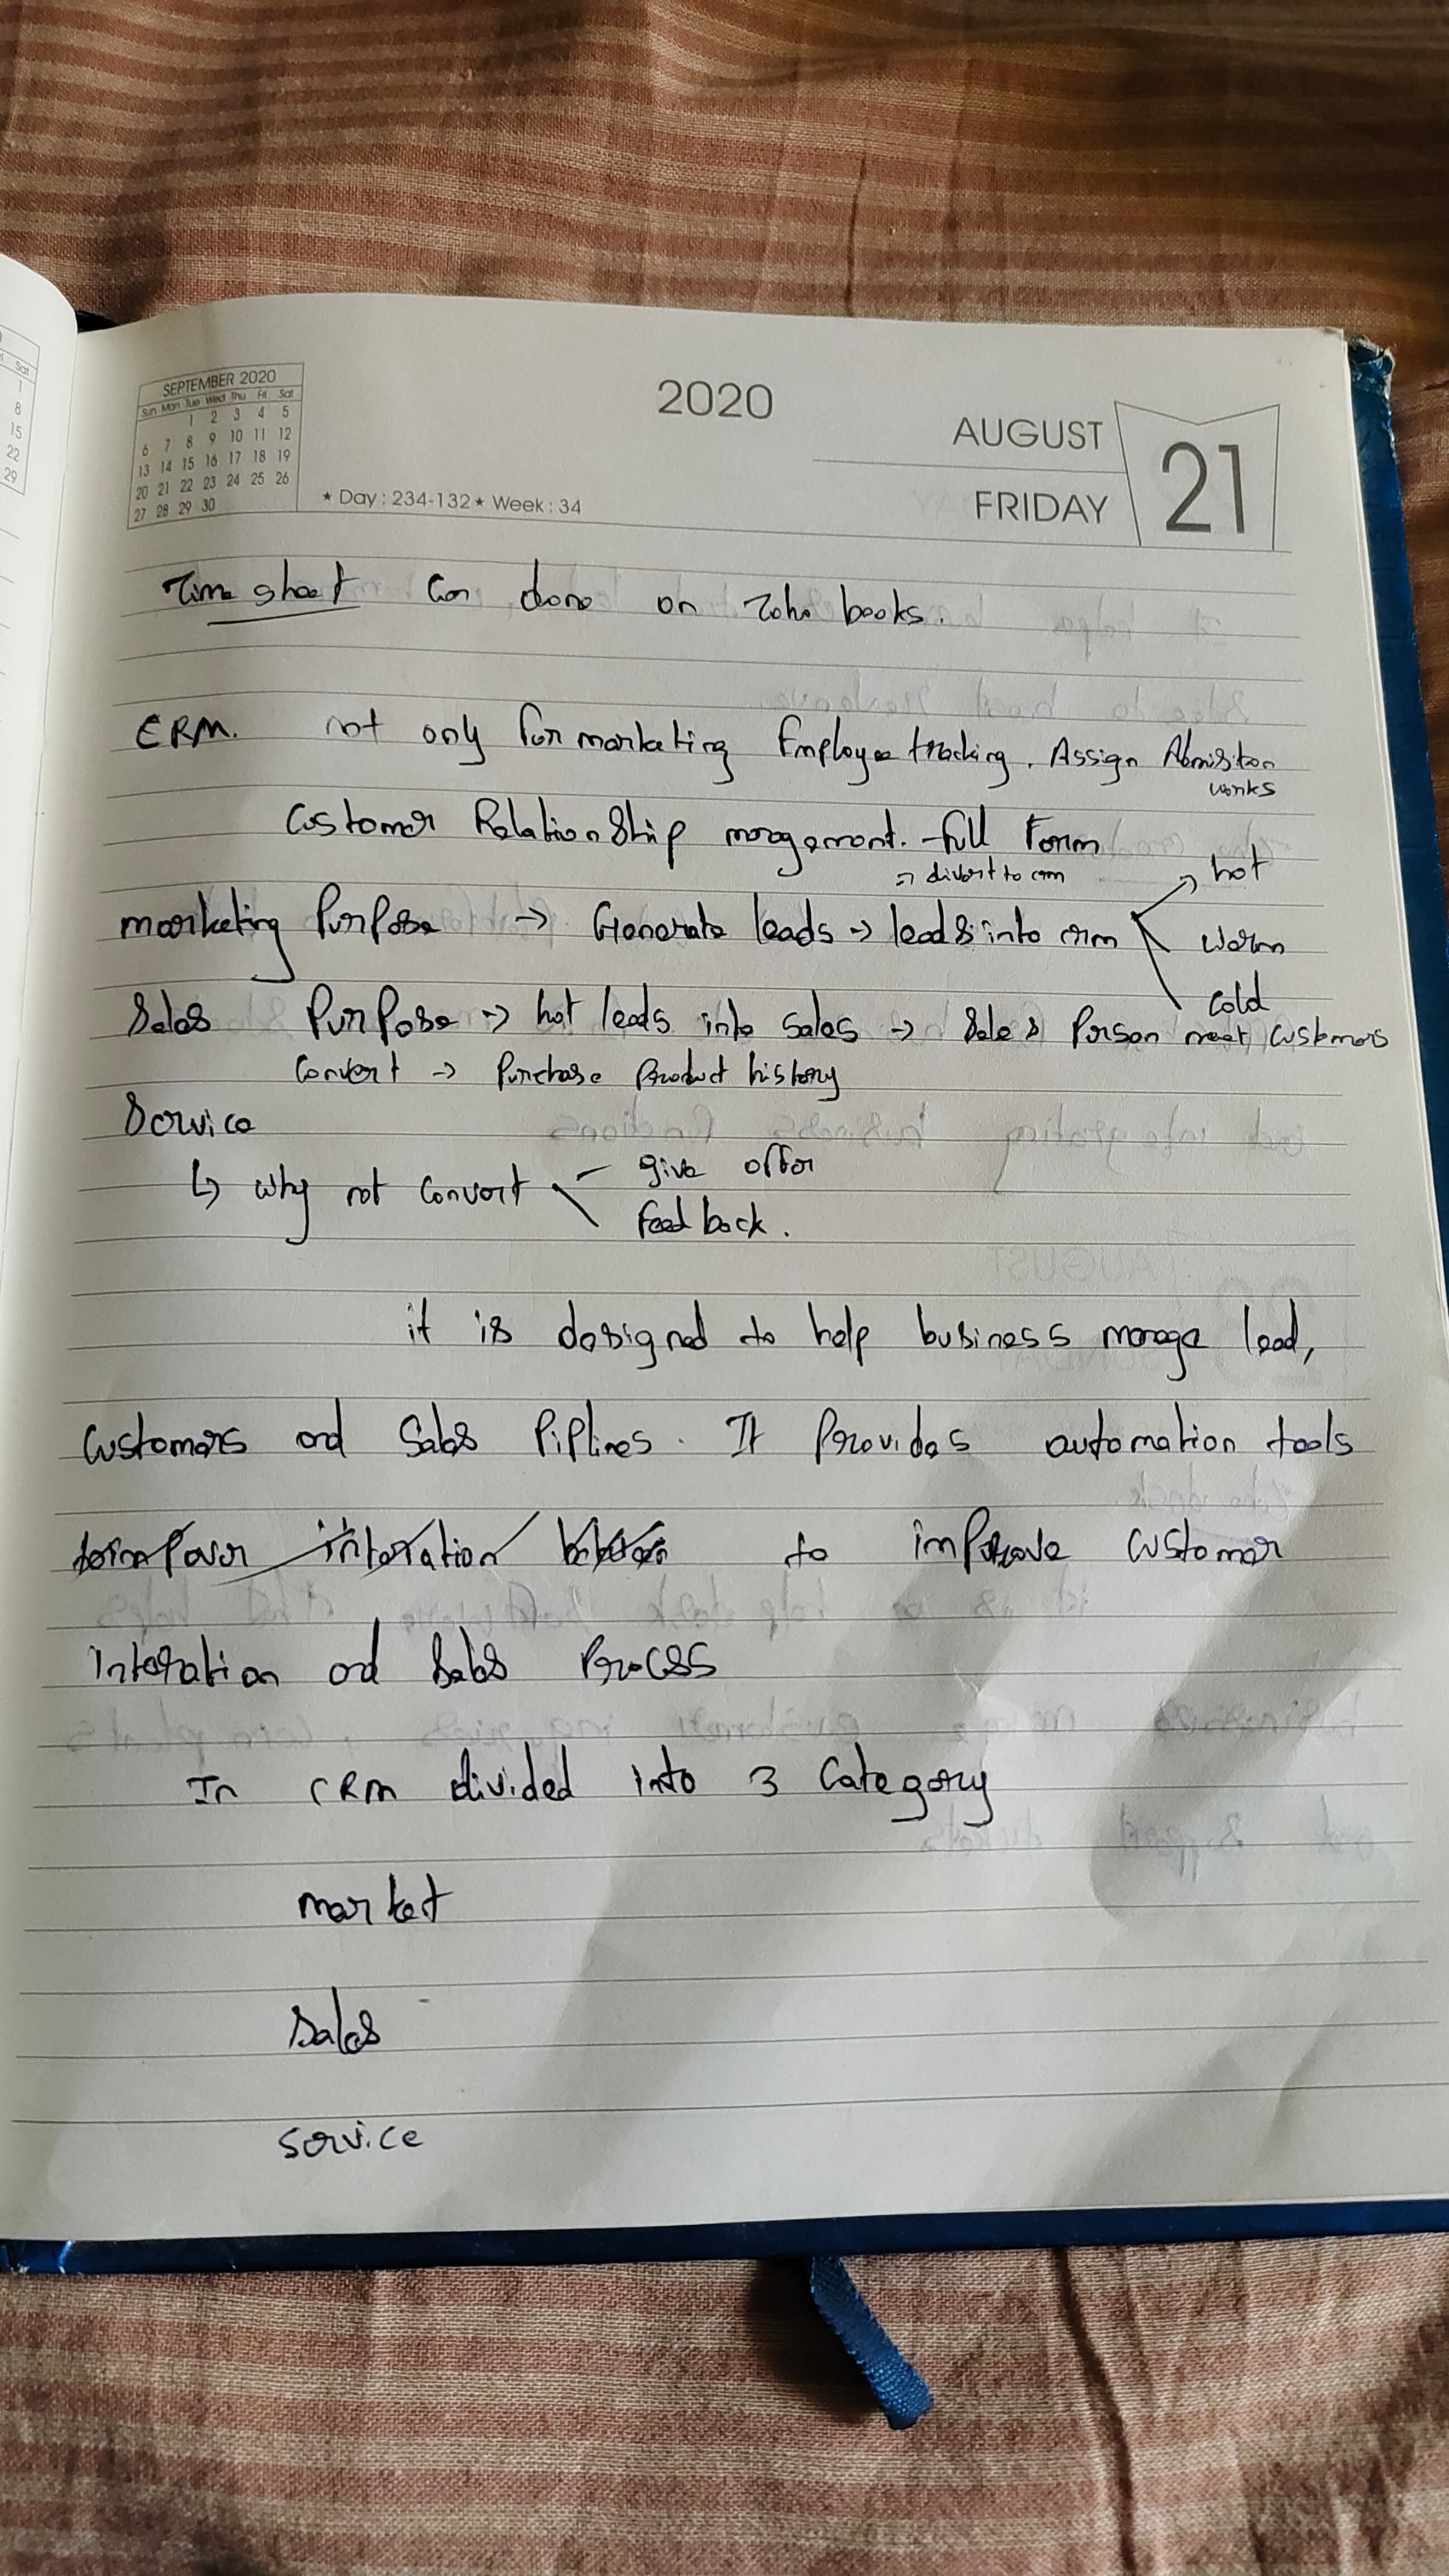 SEPTEMBER 2020
Sun Mon Tue Wed Thu Fri Sat
1 2 3 4 5
6 7 8 9 10 11 12
13 14 15 16 17 18 19
20 21 22 23 24 25 26
27 28 29 30
★ Day : 234-132 ★ Week : 34
2020
AUGUST
FRIDAY
21
Sat
1
8
15
22
29
Time sheet Can done on Zoho books.
CRM. not only for marketing Employee tracking. Assign
works
Customer RelationShip management. - full Form
→ divert to crm
hot
marketing Purpose → Generate leads → leads into crm
warm
cold
Sales Purpose → hot leads into sales → Sales Person meet customers
Convert → Purchase Product history
Service
↳ why not Convert
give offer
feed back.
it is designed to help business manage lead,
Customers and Sales Piplines. It Provides automation tools
to improve Customer
Interation and Sales Process
In CRM divided into 3 Category
market
Sales
service